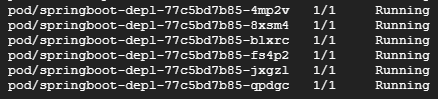 pod/springboot-depl-77c5bd7b85-4mp2v 1/1 Running
pod/springboot-depl-77c5bd7b85-8xsm4 1/1 Running
pod/springboot-depl-77c5bd7b85-blxrc 1/1 Running
pod/springboot-depl-77c5bd7b85-fs4p2 1/1 Running
pod/springboot-depl-77c5bd7b85-jxgzl 1/1 Running
pod/springboot-depl-77c5bd7b85-qpdgc 1/1 Running